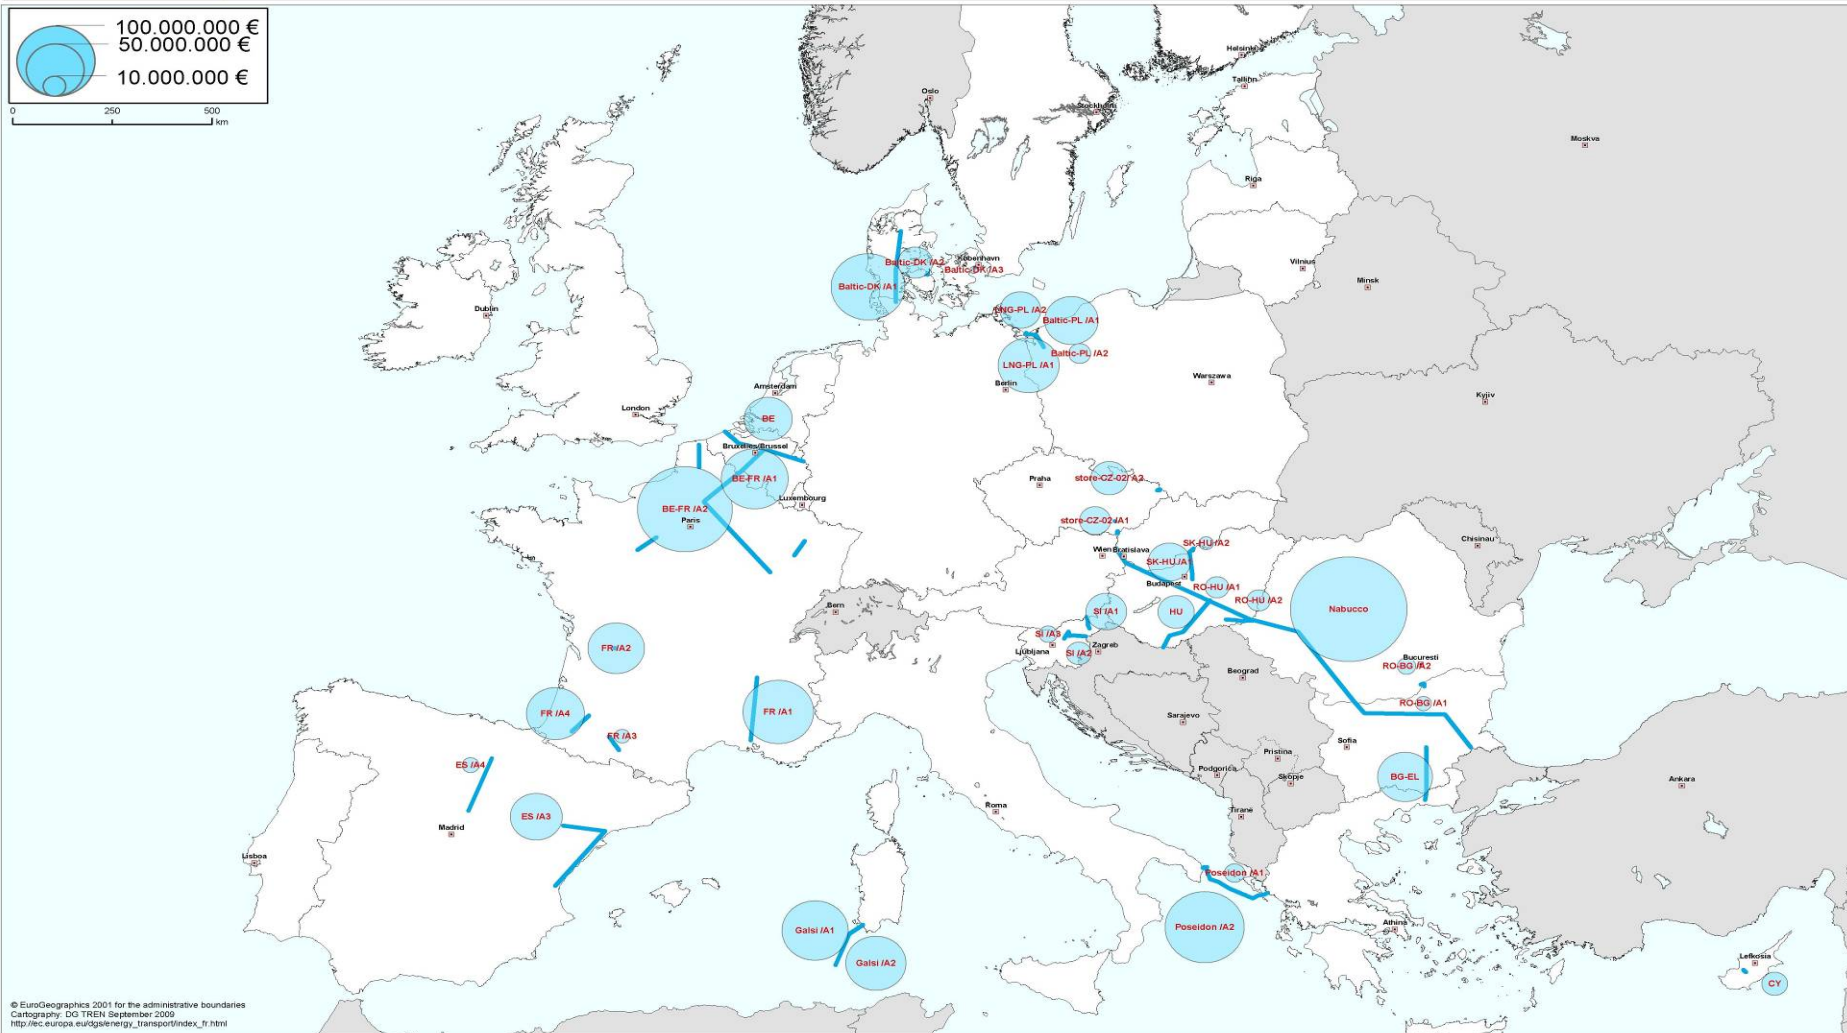 100.000.000 €
50.000.000 €
10.000.000 €
0 250 500
km
Helsinki
Tallinn
Oslo
Stockholm
Moskva
Riga
Baltic-DK /A2
København
Baltic-DK /A3
Vilnius
Baltic-DK /A1
Minsk
Dublin
LNG-PL /A2
Baltic-PL /A1
Baltic-PL /A2
LNG-PL /A1
Warszawa
Berlin
Amsterdam
Kyjiv
London
BE
Bruxelles/Brussel
BE-FR /A1
store-CZ-02/ A2
Praha
Luxembourg
BE-FR /A2
Paris
store-CZ-02 /A1
Chisinau
SK-HU /A2
Wien
Bratislava
SK-HU /A1
Budapest
RO-HU /A1
RO-HU /A2
Bern
SI /A1
HU
Nabucco
SI /A3
Ljubljana
SI /A2
Zagreb
FR /A2
Bucuresti
RO-BG /A2
Beograd
RO-BG /A1
FR /A4
FR /A1
Sarajevo
FR /A3
Sofia
Pristina
ES /A4
Podgorica
Skopje
BG-EL
Ankara
Roma
Tirane
ES /A3
Madrid
Lisboa
Poseidon /A1
Galsi /A1
Poseidon /A2
Athina
Galsi /A2
Lefkosia
CY
© EuroGeographics 2001 for the administrative boundaries
Cartography: DG TREN September 2009
http://ec.europa.eu/dgs/energy_transport/index_fr.html